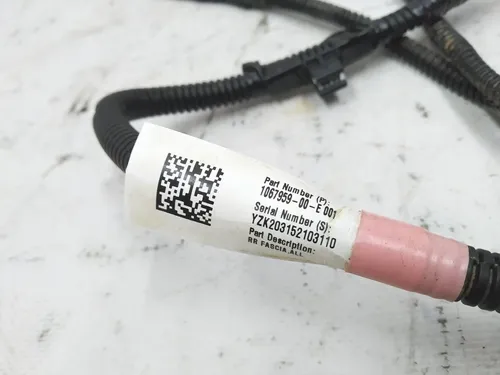 Part Number (P):
1067959-00-E 001
Serial Number (S):
YZK203152103110
Part Description:
RR FASCIA,ALL